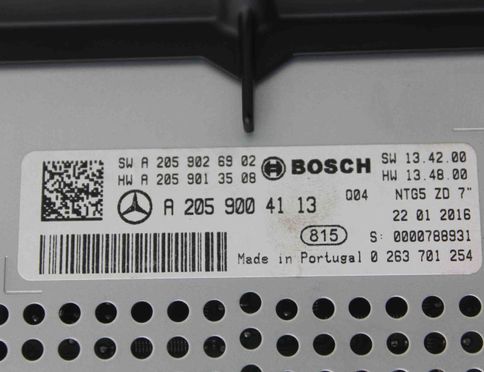 SW A 205 902 69 02
HW A 205 901 35 08
BOSCH
SW 13.42.00
HW 13.48.00
A 205 900 41 13
Q04
NTG5 ZD 7"
22 01 2016
815
S: 0000788931
Made in Portugal 0 263 701 254